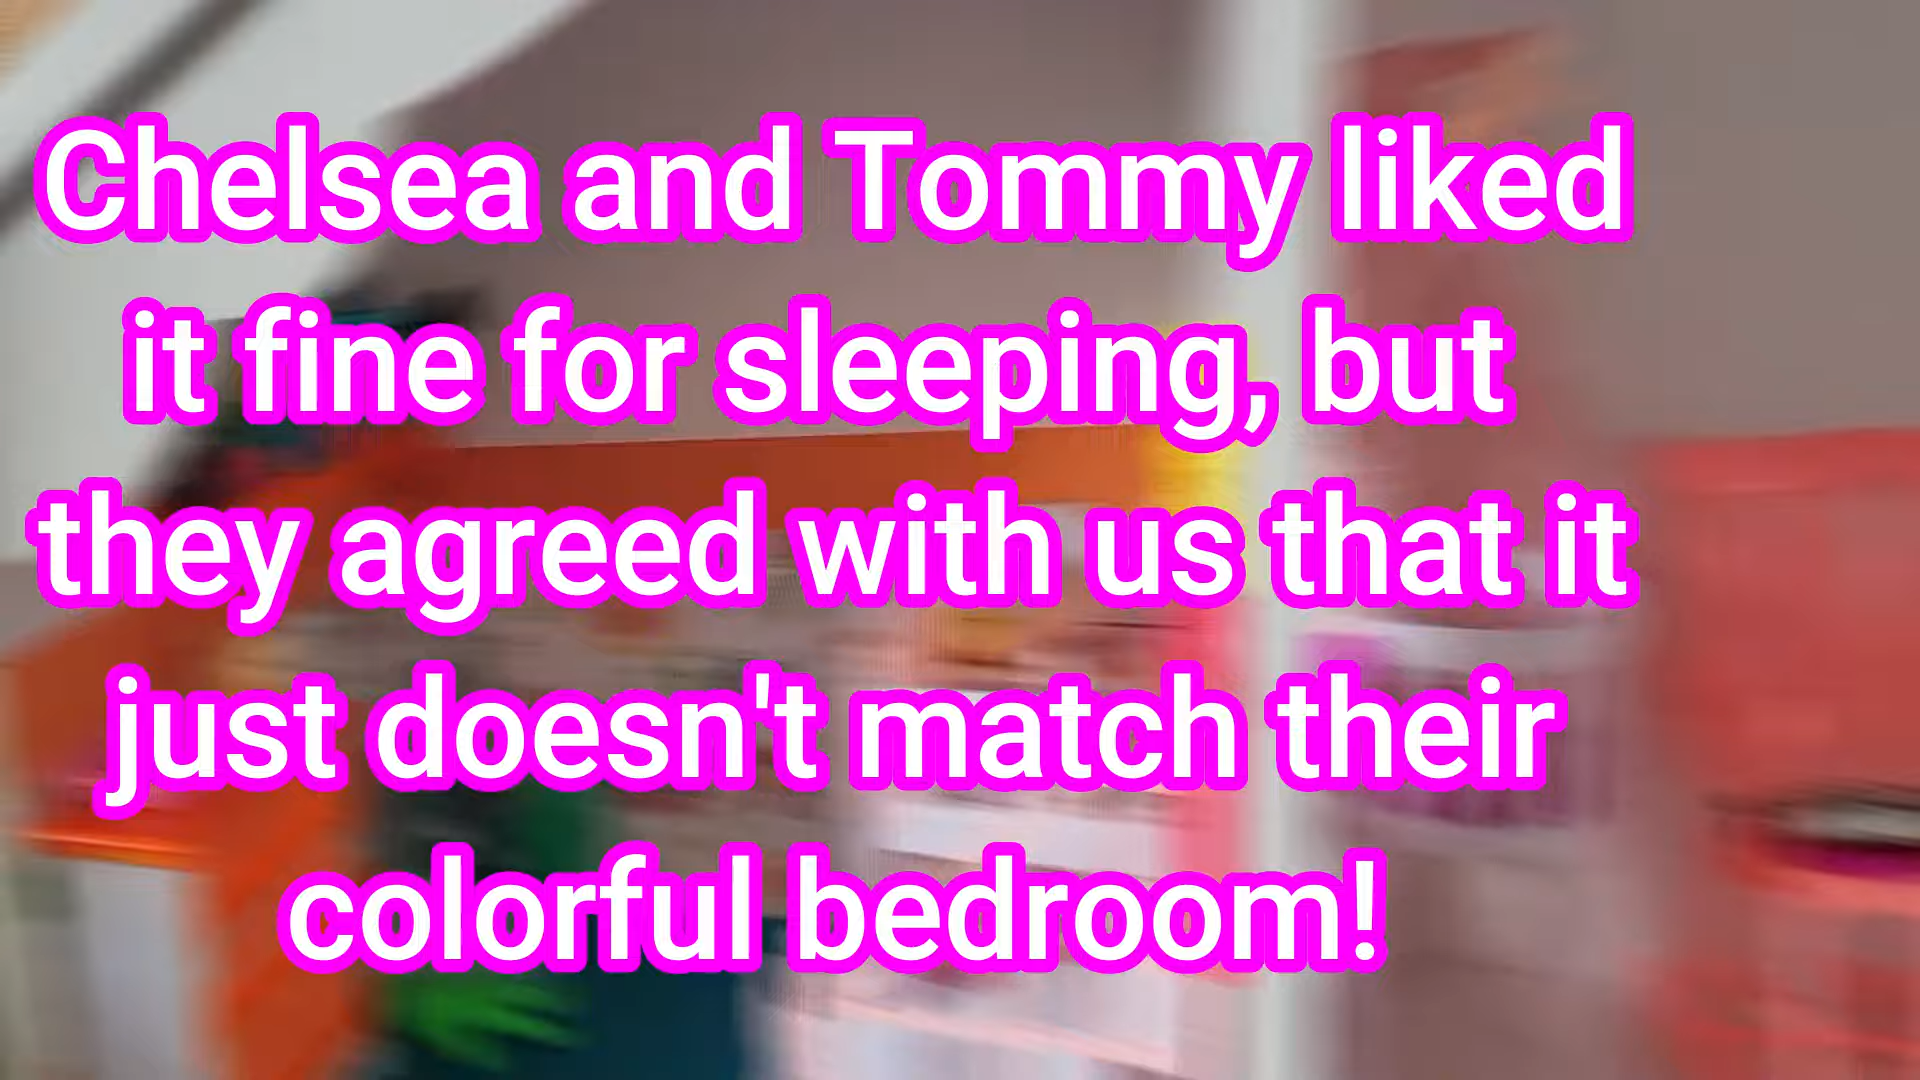 Chelsea and Tommy liked
it fine for sleeping, but
they agreed with us that it
just doesn't match their
colorful bedroom!